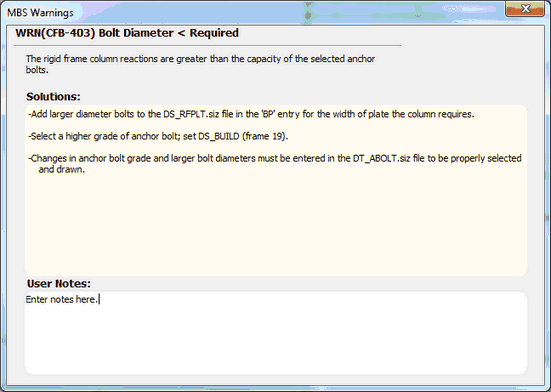 MBS Warnings
WRN(CFB-403) Bolt Diameter < Required
The rigid frame column reactions are greater than the capacity of the selected anchor
bolts.
Solutions:
-Add larger diameter bolts to the DS_RFPLT.siz file in the 'BP' entry for the width of plate the column requires.
-Select a higher grade of anchor bolt; set DS_BUILD (frame 19).
-Changes in anchor bolt grade and larger bolt diameters must be entered in the DT_ABOLT.siz file to be properly selected
and drawn.
User Notes:
Enter notes here.